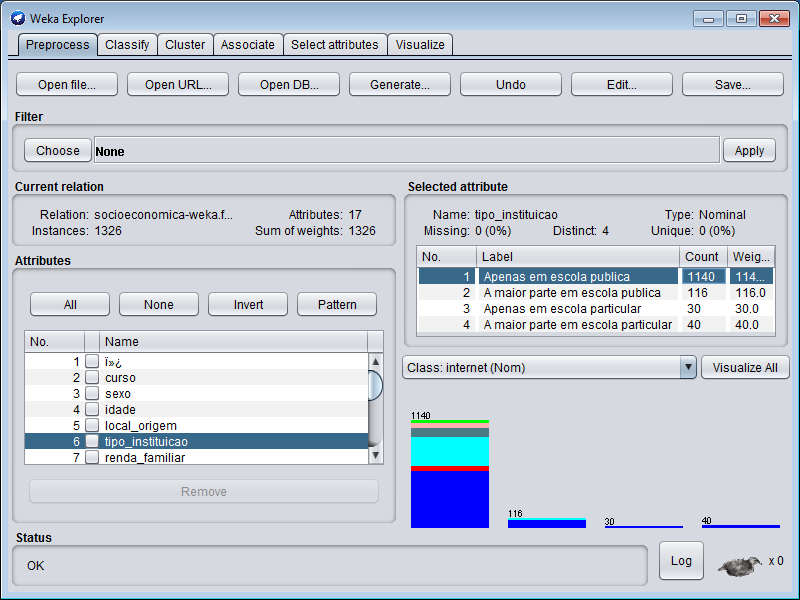 Weka Explorer
Preprocess Classify Cluster Associate Select attributes Visualize
Open file... Open URL... Open DB... Generate... Undo Edit... Save...
Filter
Choose None Apply
Current relation
Relation: socioeconomica-weka.f... Attributes: 17
Instances: 1326 Sum of weights: 1326
Attributes
All None Invert Pattern
No. Name
1 ï»¿
2 curso
3 sexo
4 idade
5 local_origem
6 tipo_instituicao
7 renda_familiar
Remove
Selected attribute
Name: tipo_instituicao Type: Nominal
Missing: 0 (0%) Distinct: 4 Unique: 0 (0%)
No. Label Count Weig...
1 Apenas em escola publica 1140 114...
2 A maior parte em escola publica 116 116.0
3 Apenas em escola particular 30 30.0
4 A maior parte em escola particular 40 40.0
Class: internet (Nom) Visualize All
1140
116
30
40
Status
OK
Log x 0